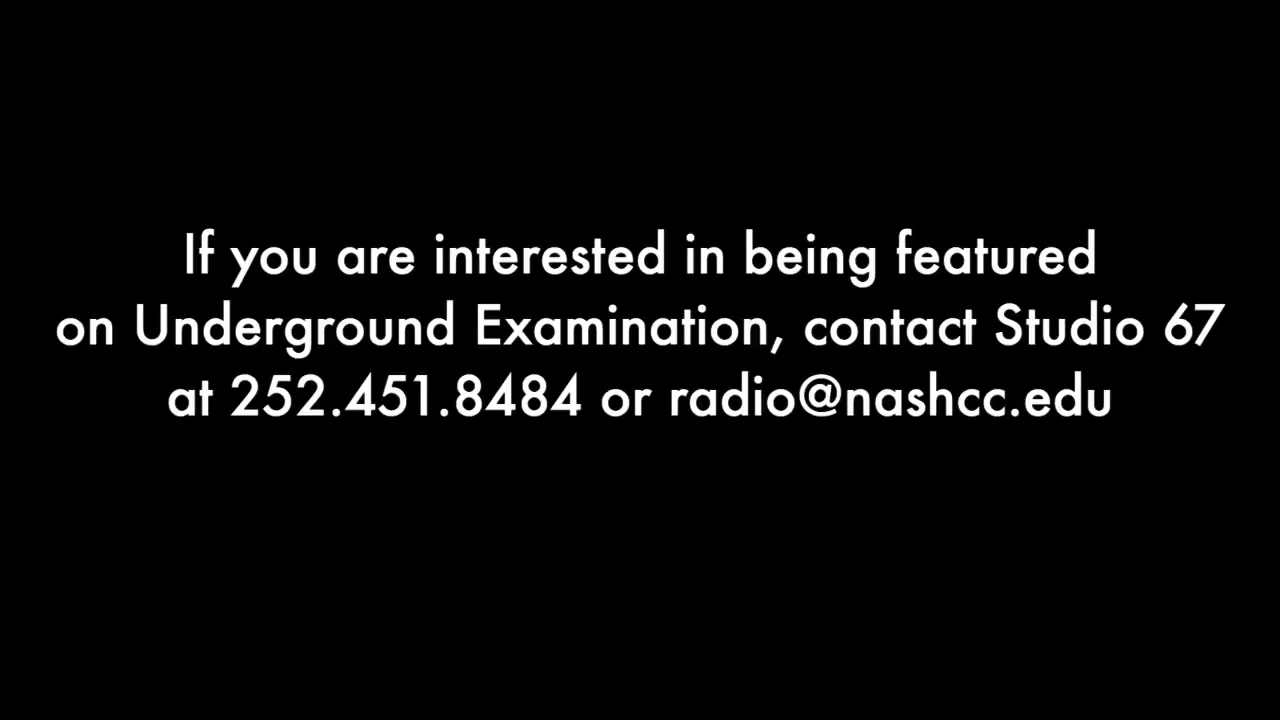 If you are interested in being featured
on Underground Examination, contact Studio 67
at 252.451.8484 or radio@nashcc.edu